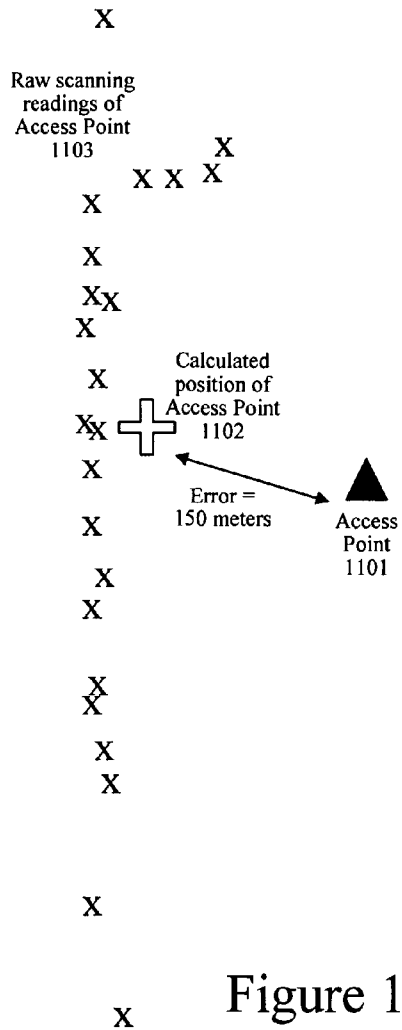 Raw scanning
readings of
Access Point
1103
Calculated
position of
Access Point
1102
Error =
150 meters
Access
Point
1101
Figure 1